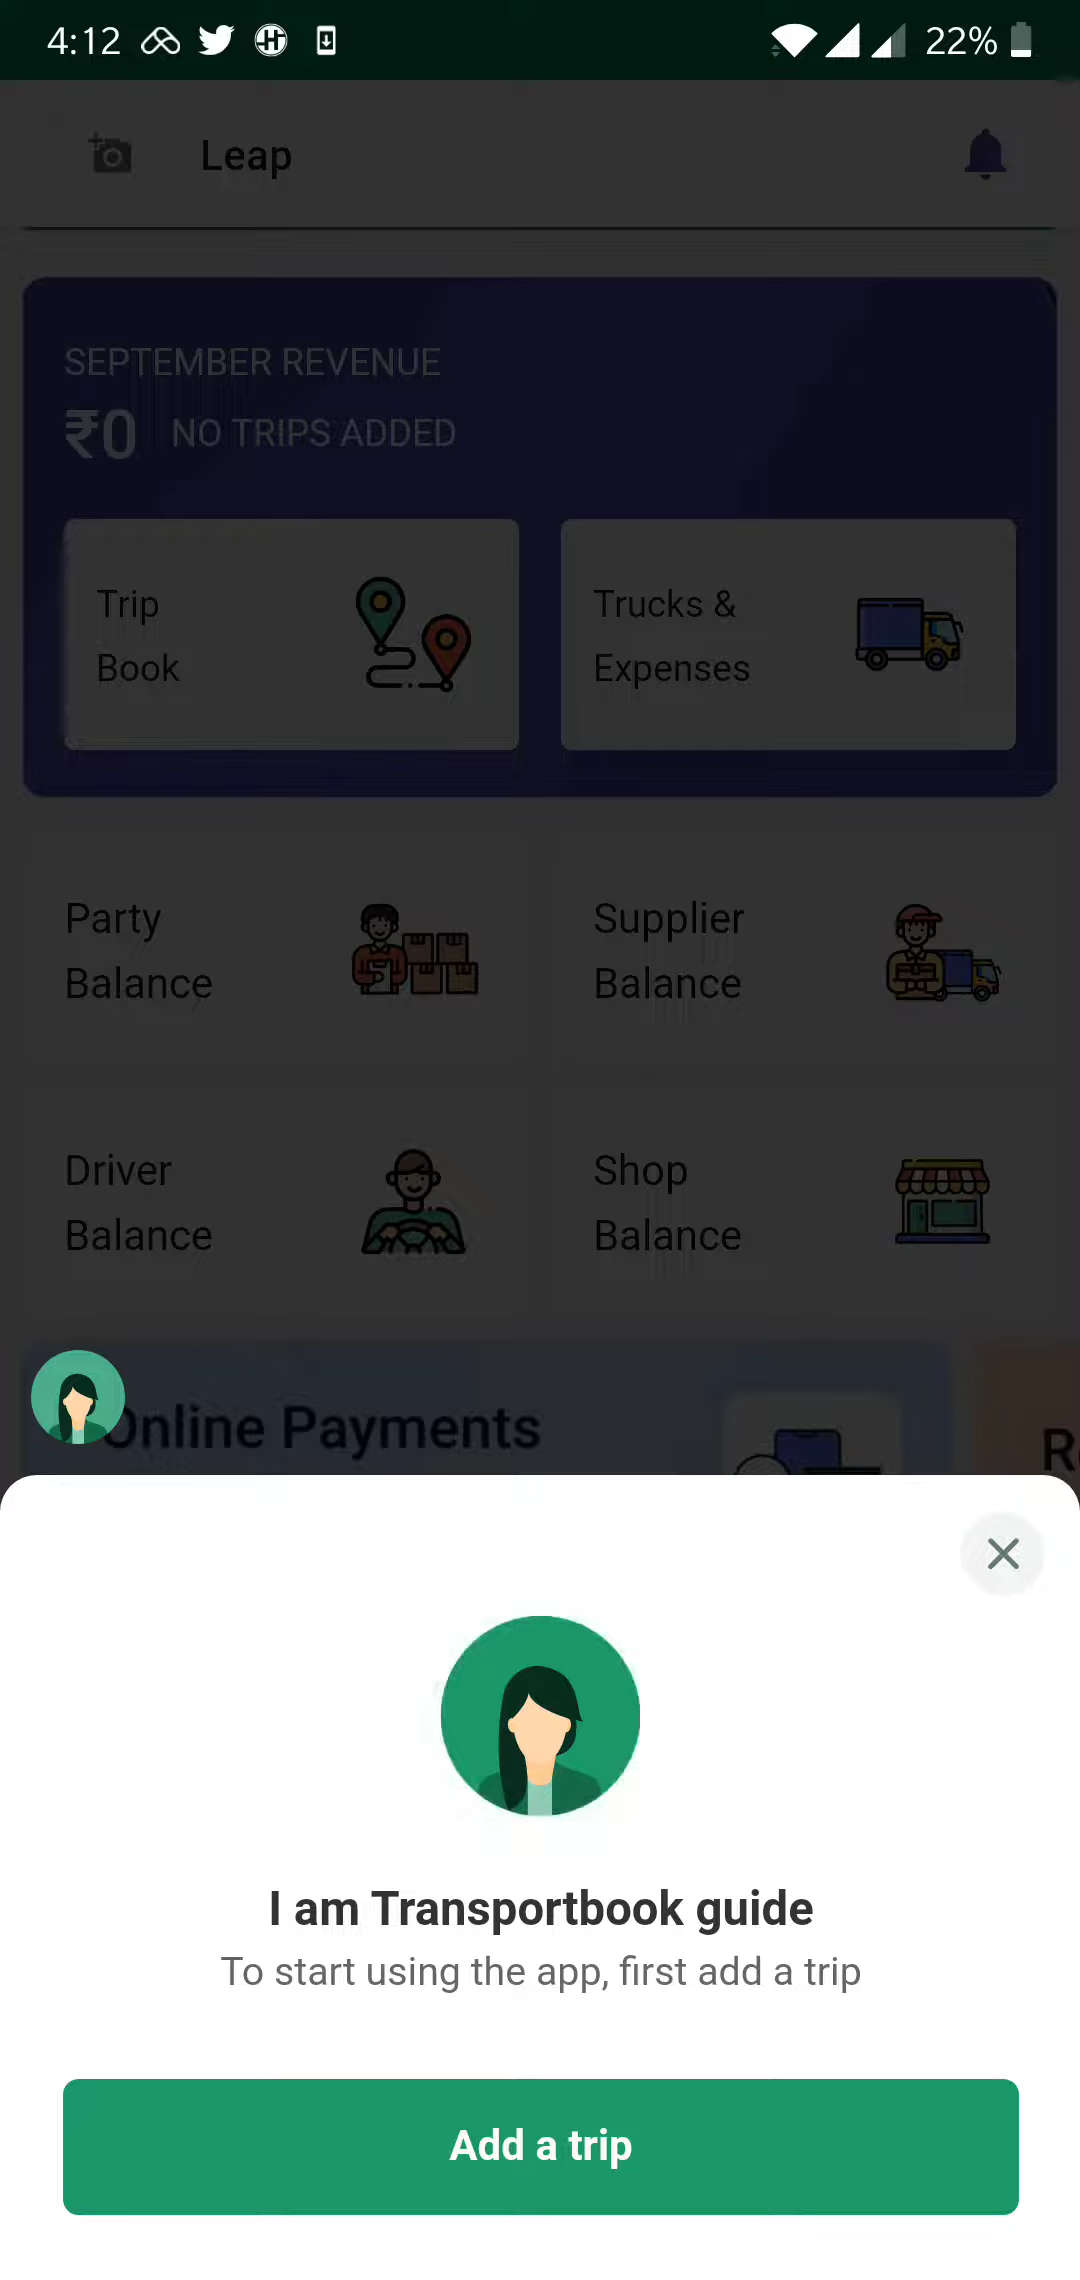 4:12
22%
Leap
SEPTEMBER REVENUE
₹0 NO TRIPS ADDED
Trip
Book
Trucks &
Expenses
Party
Balance
Supplier
Balance
Driver
Balance
Shop
Balance
Online Payments
I am Transportbook guide
To start using the app, first add a trip
Add a trip